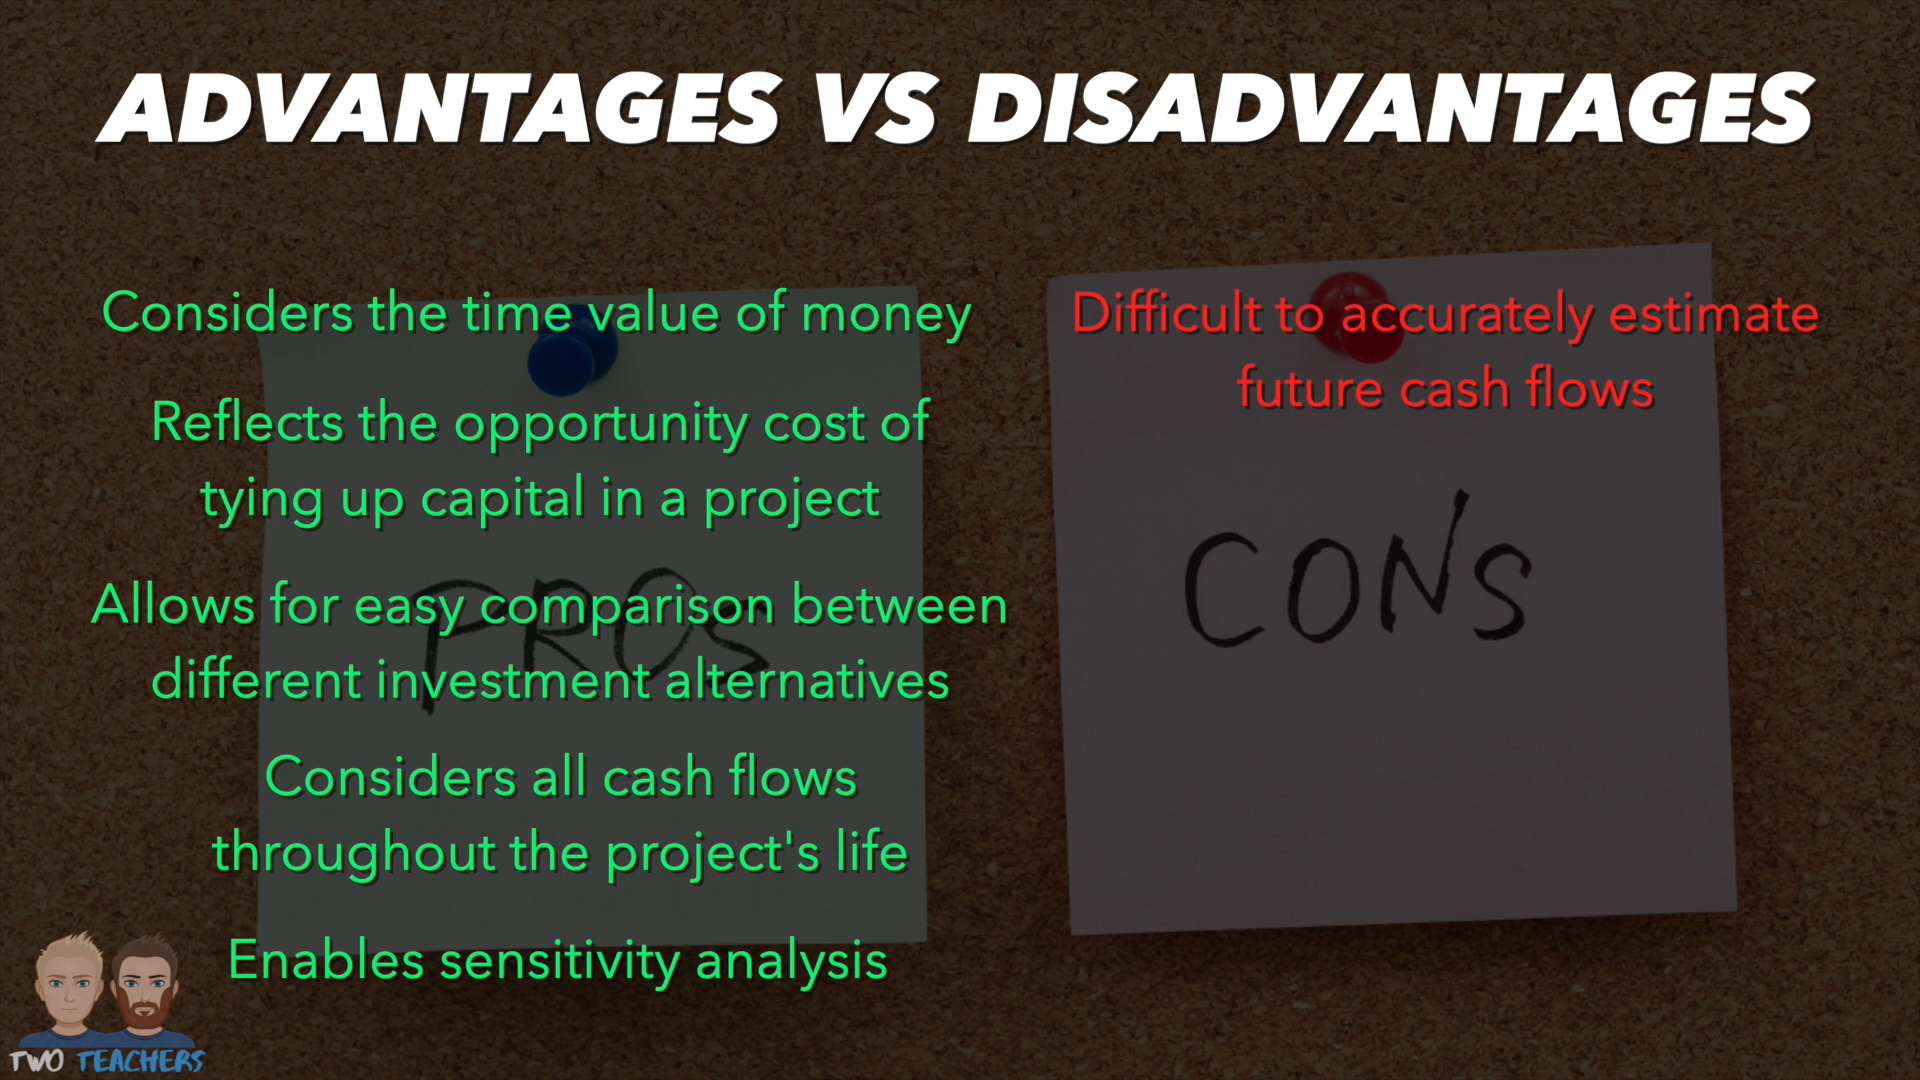 ADVANTAGES VS DISADVANTAGES
Considers the time value of money
Reflects the opportunity cost of
tying up capital in a project
Allows for easy comparison between
different investment alternatives
Considers all cash flows
throughout the project's life
Enables sensitivity analysis
PROS
Difficult to accurately estimate
future cash flows
CONS
TWO TEACHERS